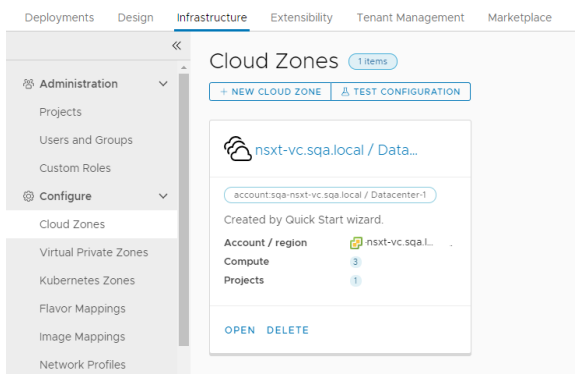 Deployments Design Infrastructure Extensibility Tenant Management Marketplace
Administration
Projects
Users and Groups
Custom Roles
Configure
Cloud Zones
Virtual Private Zones
Kubernetes Zones
Flavor Mappings
Image Mappings
Network Profiles
Cloud Zones 1 items
+ NEW CLOUD ZONE TEST CONFIGURATION
nsxt-vc.sqa.local / Data...
account:sqa-nsxt-vc.sqa.local / Datacenter-1
Created by Quick Start wizard.
Account / region nsxt-vc.sqa.l...
Compute 3
Projects 1
OPEN DELETE